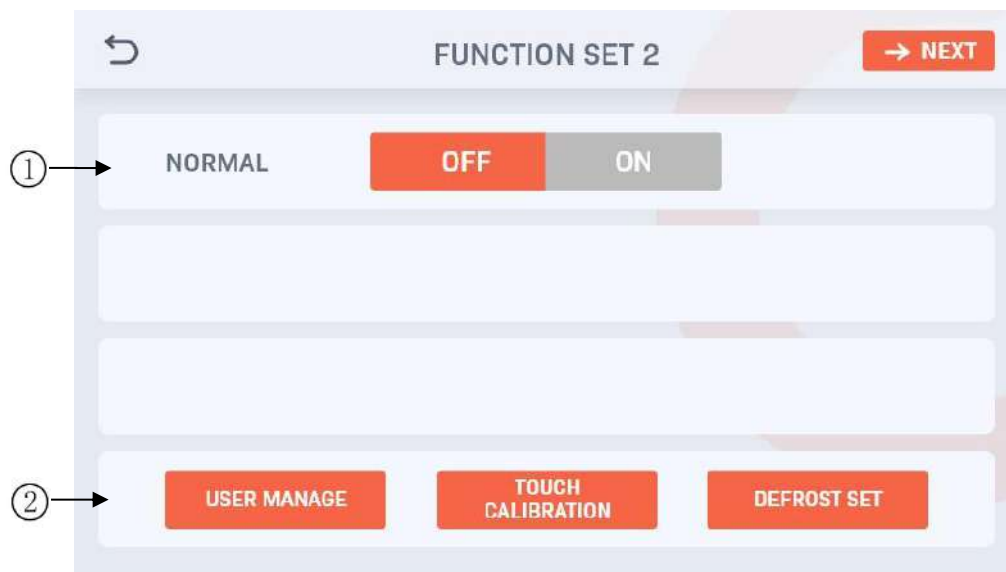 FUNCTION SET 2
→ NEXT
① NORMAL OFF ON
② USER MANAGE TOUCH CALIBRATION DEFROST SET